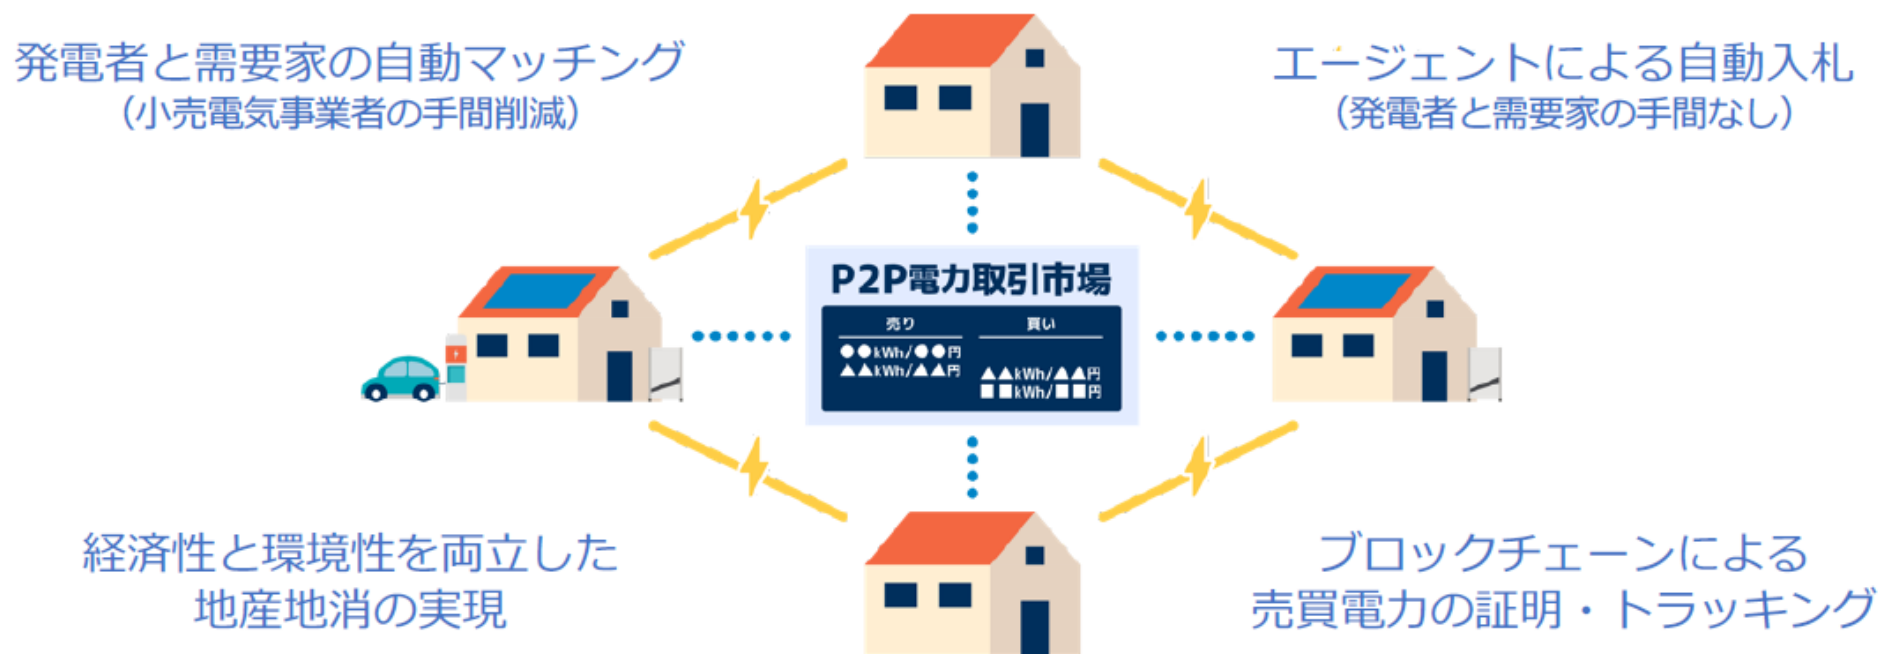 発電者と需要家の自動マッチング
（小売電気事業者の手間削減）
エージェントによる自動入札
（発電者と需要家の手間なし）
P2P電力取引市場
売り
●●kWh/●●円
▲▲kWh/▲▲円
買い
▲▲kWh/▲▲円
■■kWh/■■円
経済性と環境性を両立した
地産地消の実現
ブロックチェーンによる
売買電力の証明・トラッキング